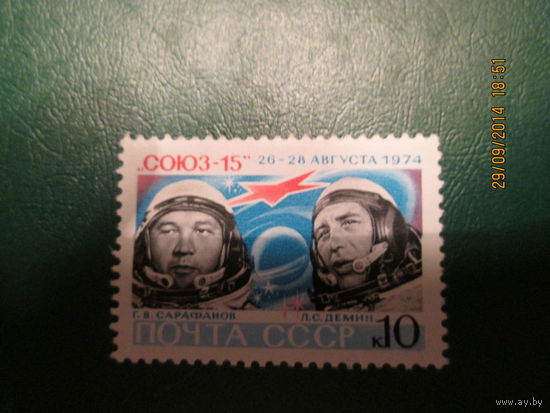 „СОЮЗ-15" 26-28 АВГУСТА 1974
Г.В. САРАФАНОВ Л.С. ДЕМИН
ПОЧТА СССР к10
29/09/2014 18:51
www.ay.by